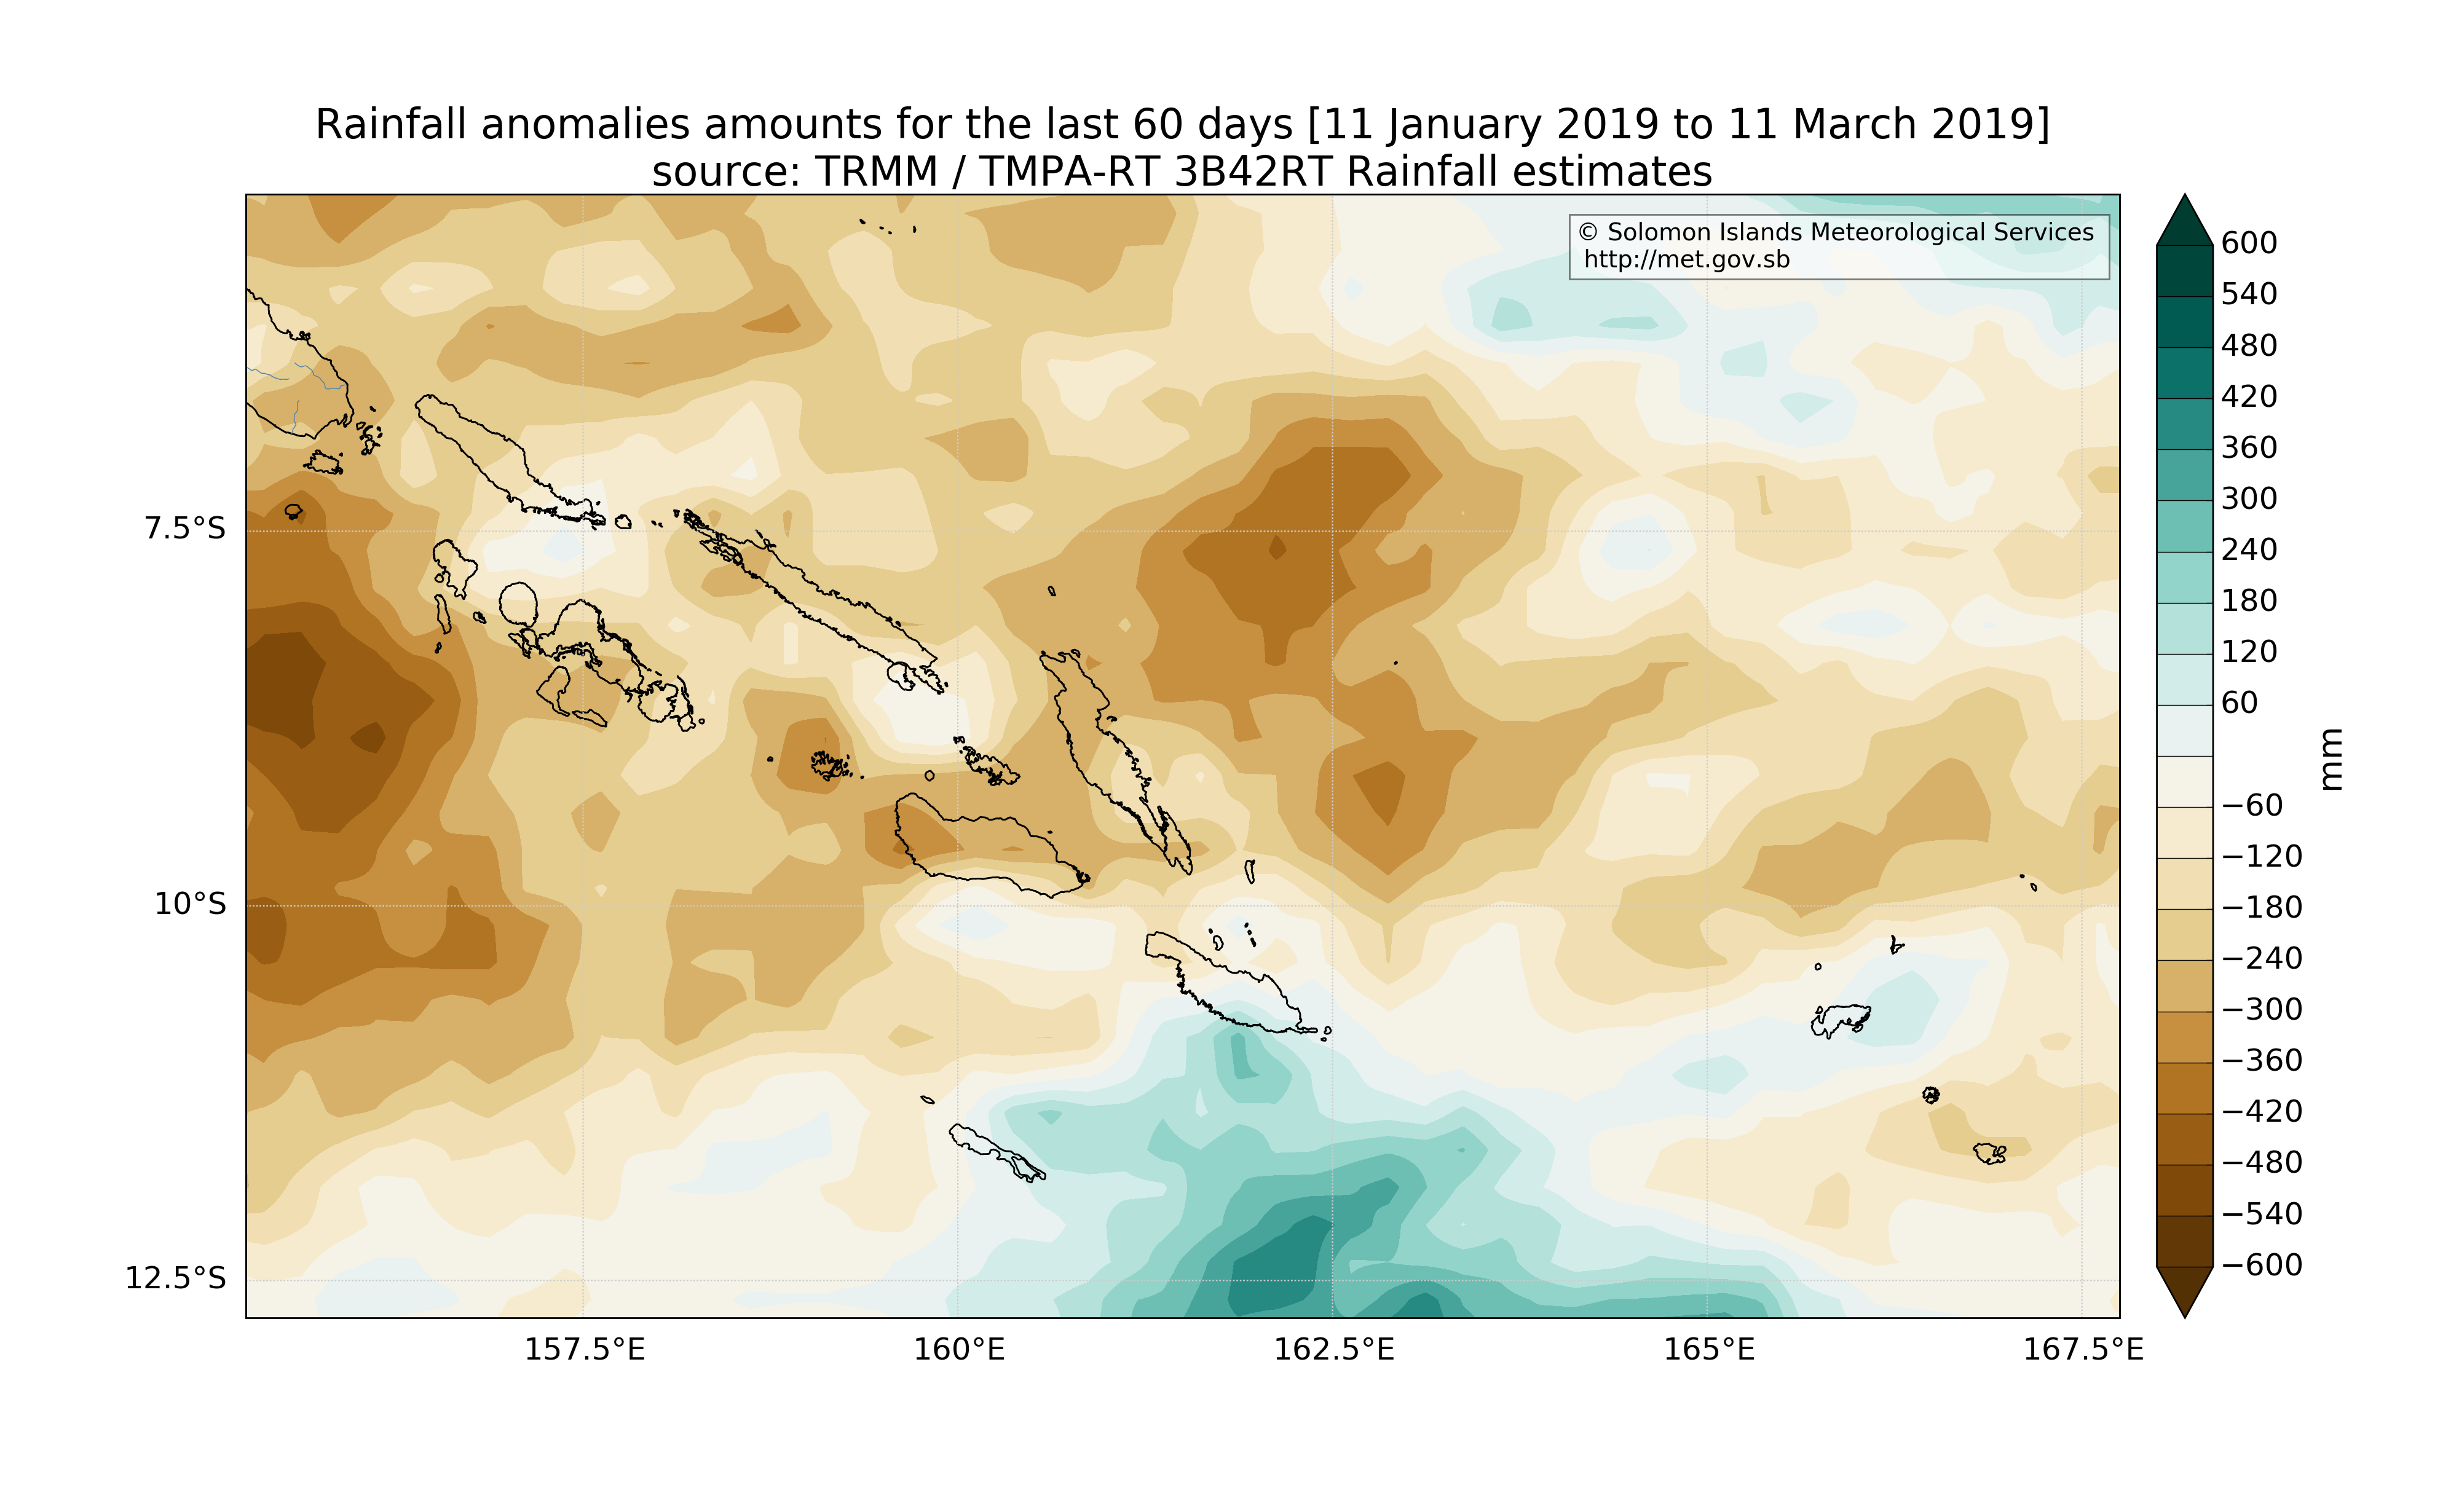 Rainfall anomalies amounts for the last 60 days [11 January 2019 to 11 March 2019]
source: TRMM / TMPA-RT 3B42RT Rainfall estimates
© Solomon Islands Meteorological Services
http://met.gov.sb
7.5°S
10°S
12.5°S
157.5°E
160°E
162.5°E
165°E
167.5°E
600
540
480
420
360
300
240
180
120
60
−60
−120
−180
−240
−300
−360
−420
−480
−540
−600
mm